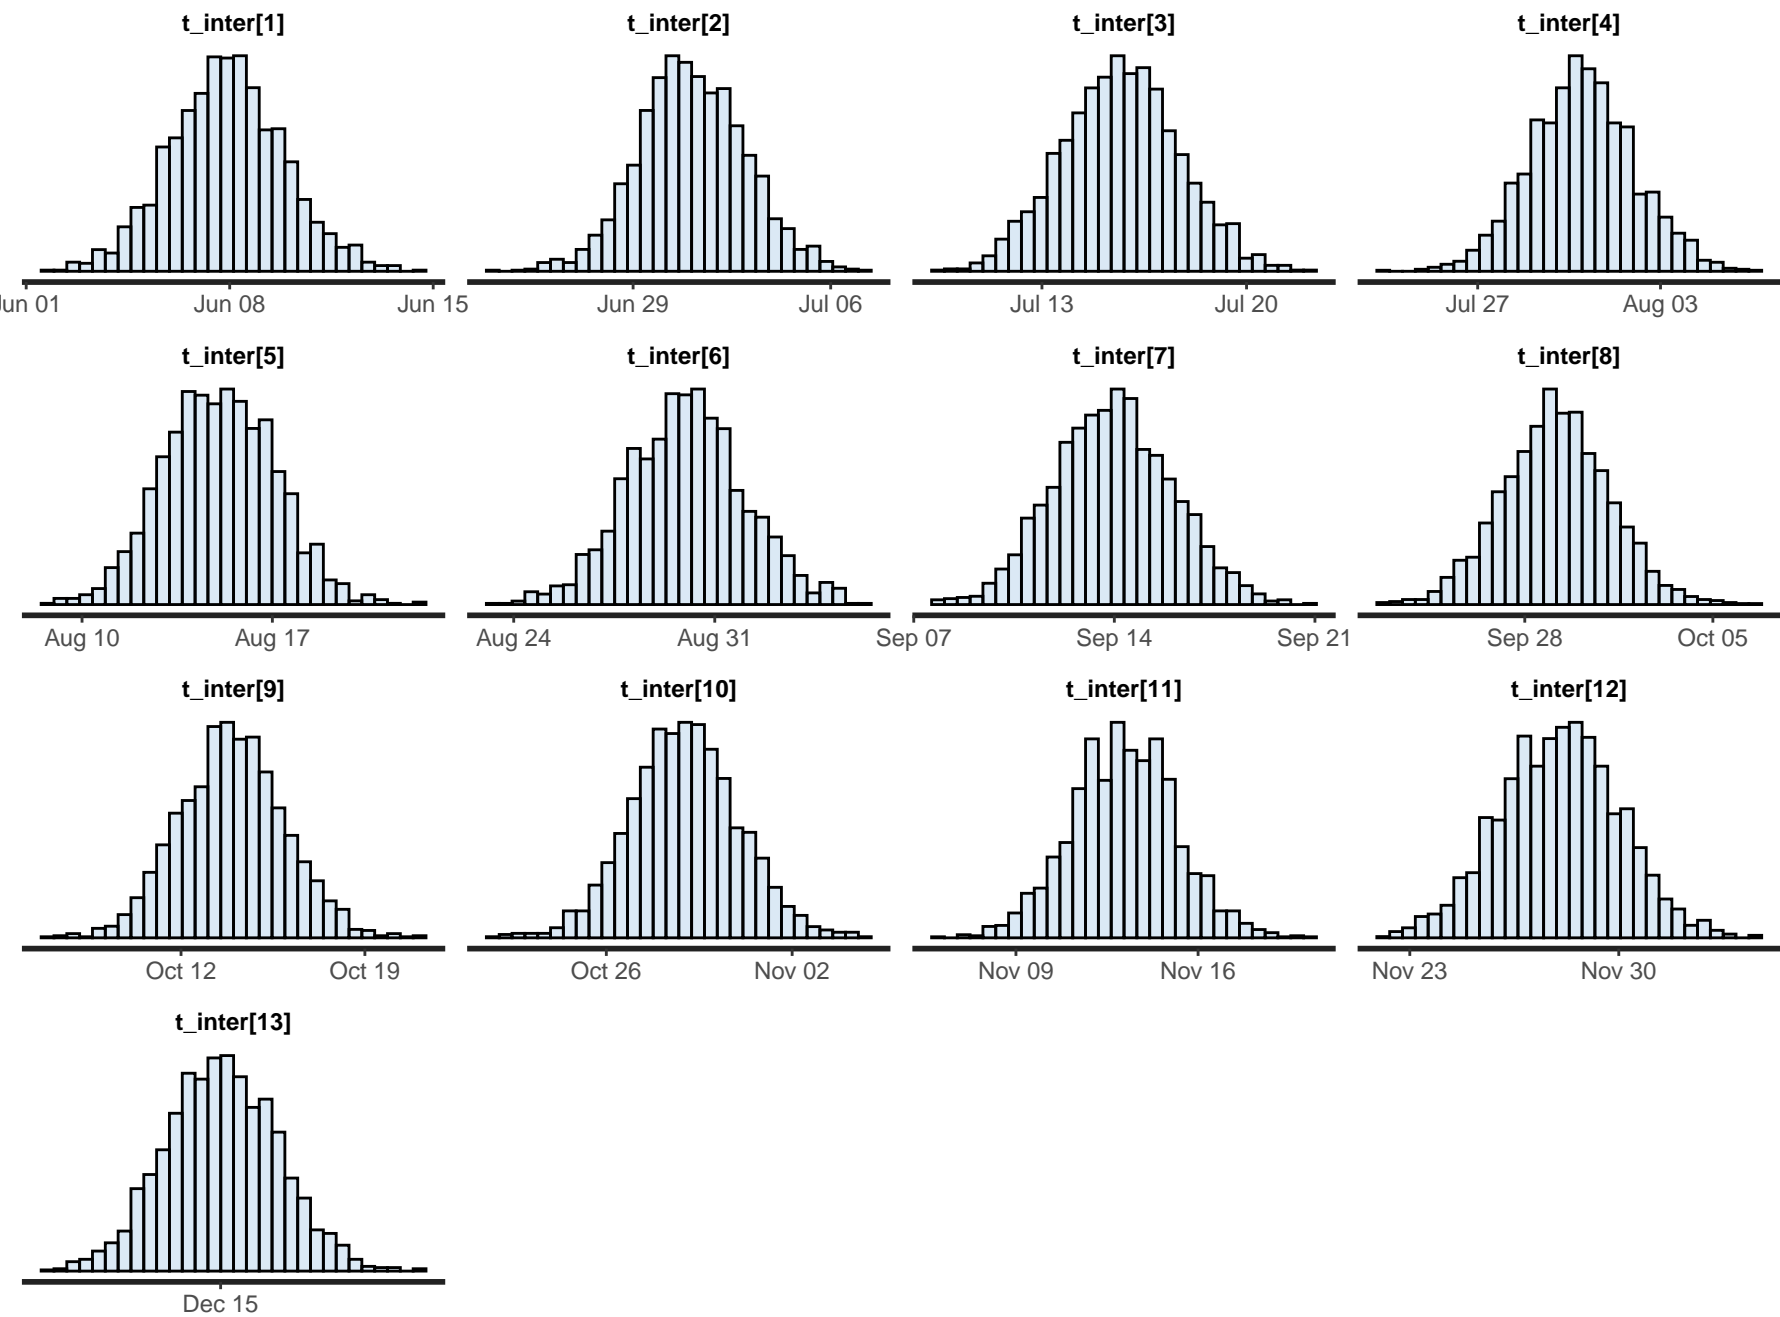 t_inter[1] t_inter[2] t_inter[3] t_inter[4]
Jun 01 Jun 08 Jun 15 Jun 29 Jul 06 Jul 13 Jul 20 Jul 27 Aug 03
t_inter[5] t_inter[6] t_inter[7] t_inter[8]
Aug 10 Aug 17 Aug 24 Aug 31 Sep 07 Sep 14 Sep 21 Sep 28 Oct 05
t_inter[9] t_inter[10] t_inter[11] t_inter[12]
Oct 12 Oct 19 Oct 26 Nov 02 Nov 09 Nov 16 Nov 23 Nov 30
t_inter[13]
Dec 15